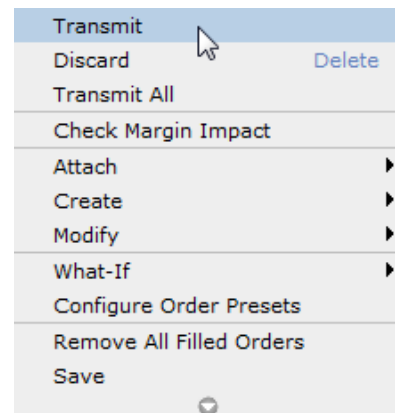 Transmit
Discard Delete
Transmit All
Check Margin Impact
Attach
Create
Modify
What-If
Configure Order Presets
Remove All Filled Orders
Save